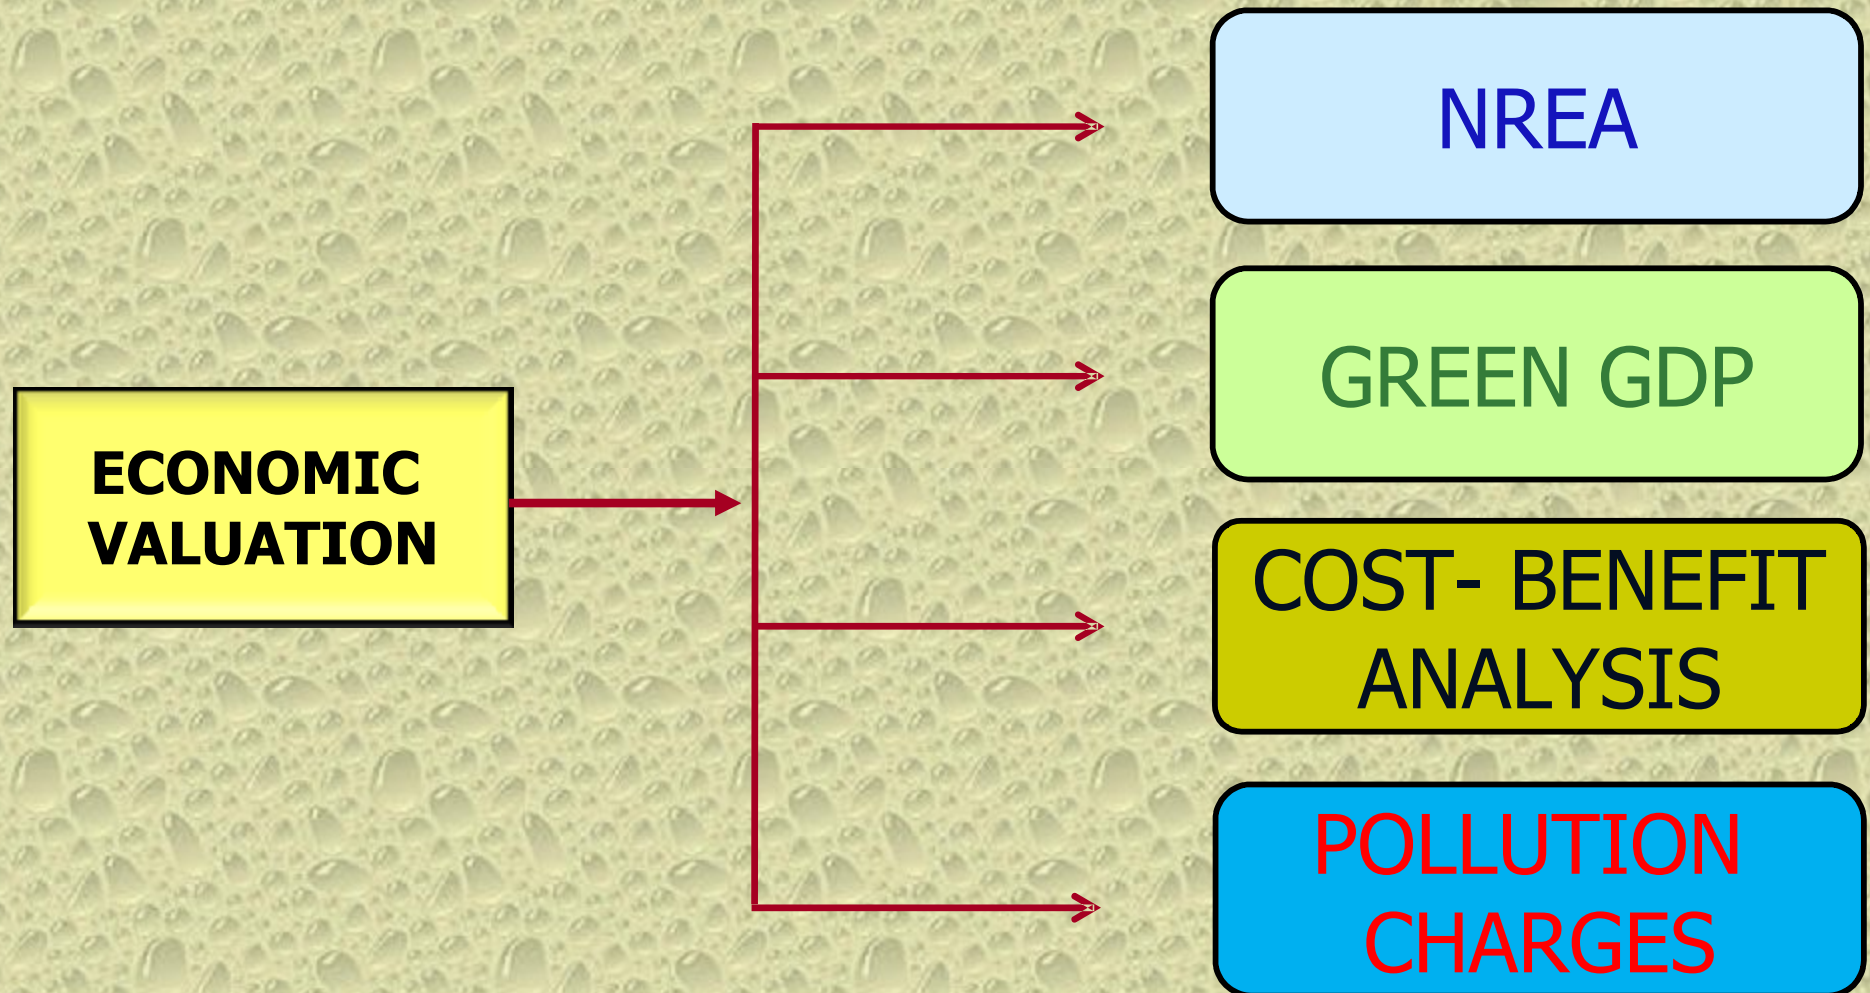 NREA
GREEN GDP
ECONOMIC
VALUATION
COST- BENEFIT
ANALYSIS
POLLUTION
CHARGES